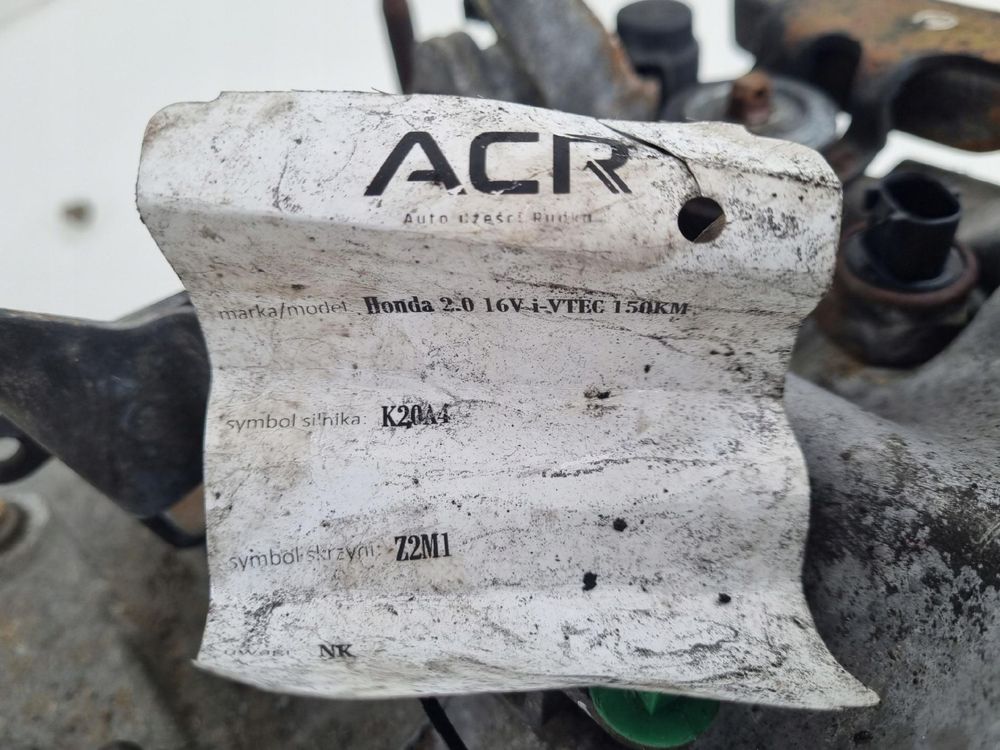 ACR
Auto Części Rudka
marka/model: Honda 2.0 16V i-VTEC 150KM
symbol silnika: K20A4
symbol skrzyni: Z2M1
uwagi: NK